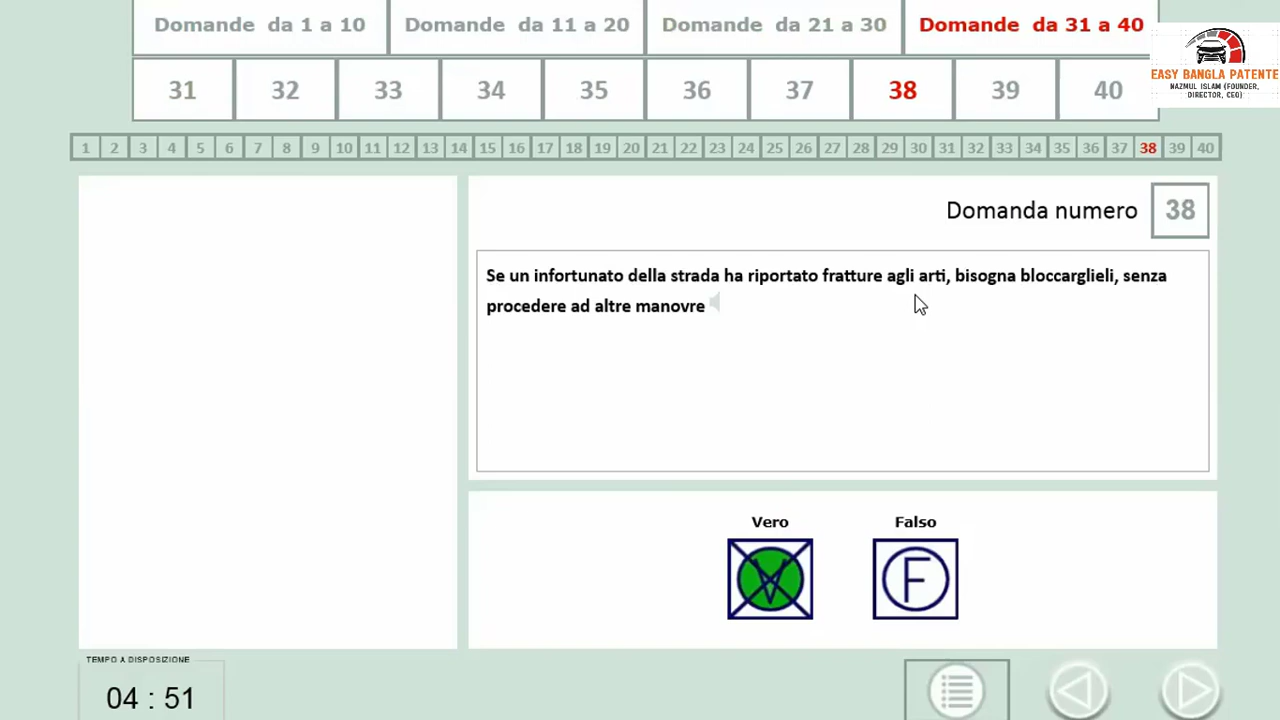 Domande da 1 a 10 Domande da 11 a 20 Domande da 21 a 30 Domande da 31 a 40
31 32 33 34 35 36 37 38 39 40
EASY BANGLA PATENTE
NAZMUL ISLAM (FOUNDER,
DIRECTOR, CEO)
1 2 3 4 5 6 7 8 9 10 11 12 13 14 15 16 17 18 19 20 21 22 23 24 25 26 27 28 29 30 31 32 33 34 35 36 37 38 39 40
Domanda numero 38
Se un infortunato della strada ha riportato fratture agli arti, bisogna bloccarglieli, senza
procedere ad altre manovre
Vero Falso
V F
TEMPO A DISPOSIZIONE
04 : 51